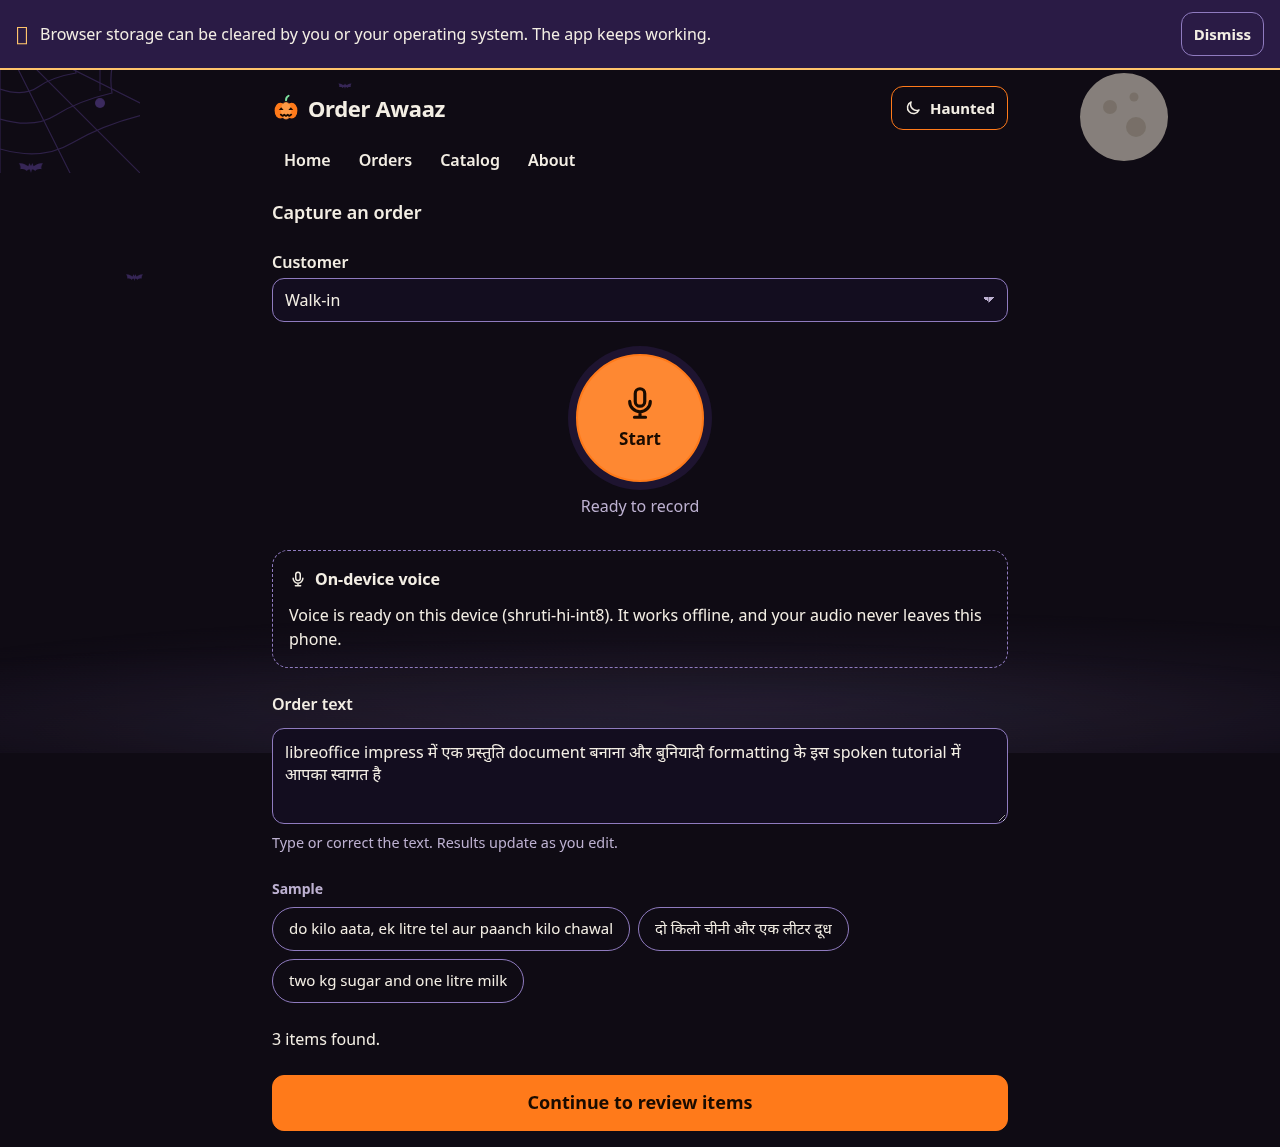 Browser storage can be cleared by you or your operating system. The app keeps working.
Dismiss
Order Awaaz
Haunted
Home
Orders
Catalog
About
Capture an order
Customer
Walk-in
Start
Ready to record
On-device voice
Voice is ready on this device (shruti-hi-int8). It works offline, and your audio never leaves this
phone.
Order text
libreoffice impress में एक प्रस्तुति document बनाना और बुनियादी formatting के इस spoken tutorial में
आपका स्वागत है
Type or correct the text. Results update as you edit.
Sample
do kilo aata, ek litre tel aur paanch kilo chawal
दो किलो चीनी और एक लीटर दूध
two kg sugar and one litre milk
3 items found.
Continue to review items